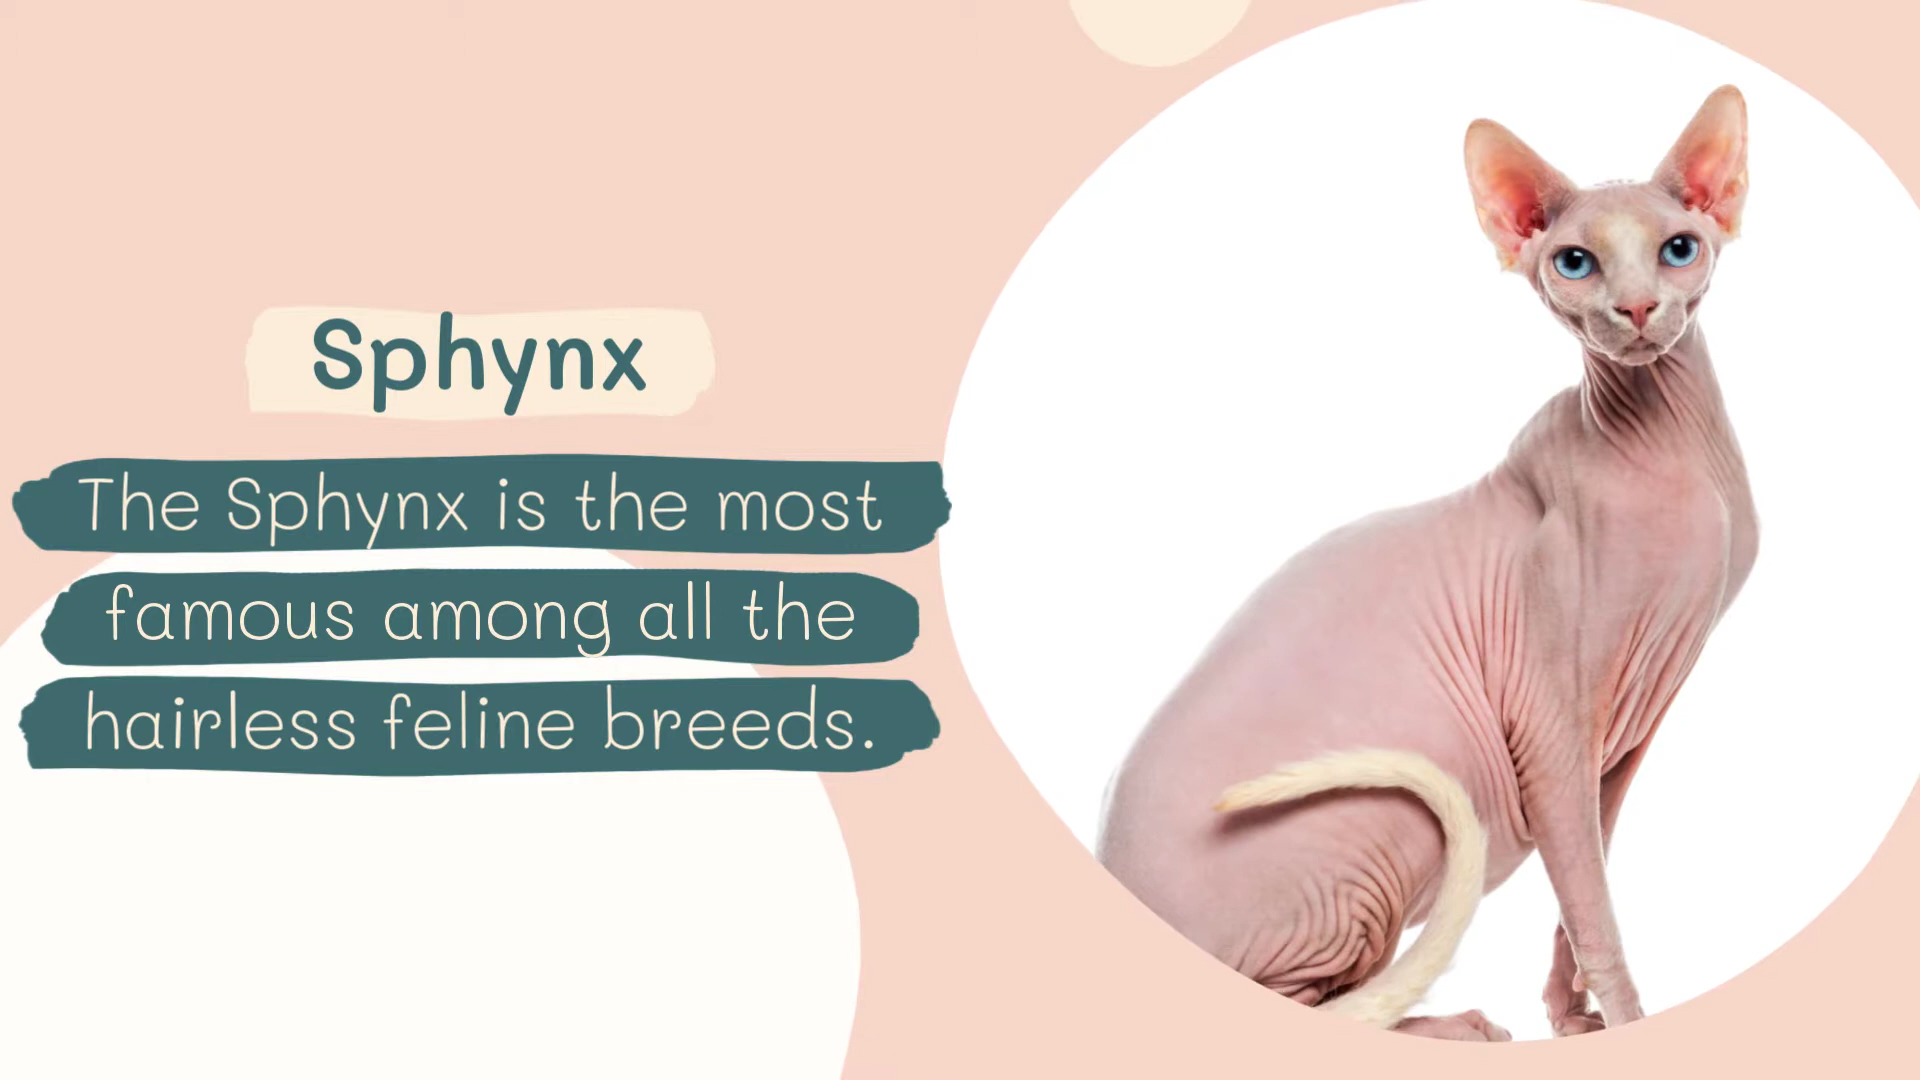 Sphynx
The Sphynx is the most
famous among all the
hairless feline breeds.